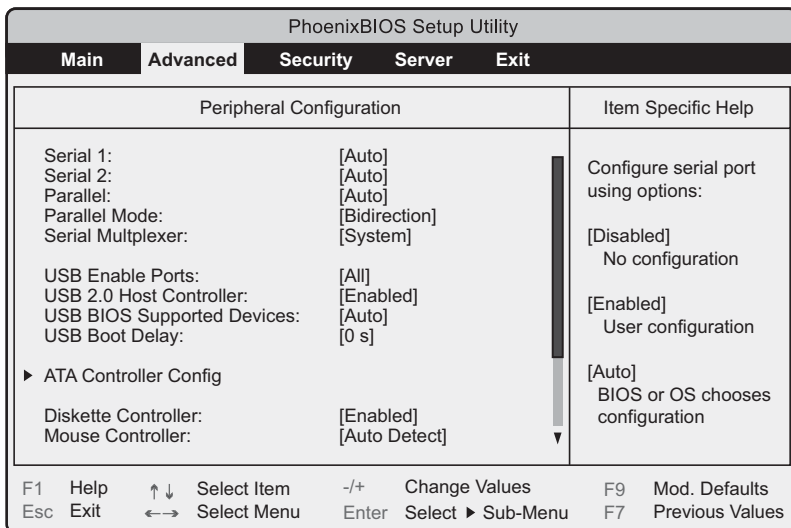 PhoenixBIOS Setup Utility
Main Advanced Security Server Exit
Peripheral Configuration
Item Specific Help
Serial 1: [Auto]
Serial 2: [Auto]
Parallel: [Auto]
Parallel Mode: [Bidirection]
Serial Multplexer: [System]
USB Enable Ports: [All]
USB 2.0 Host Controller: [Enabled]
USB BIOS Supported Devices: [Auto]
USB Boot Delay: [0 s]
ATA Controller Config
Diskette Controller: [Enabled]
Mouse Controller: [Auto Detect]
Configure serial port
using options:
[Disabled]
No configuration
[Enabled]
User configuration
[Auto]
BIOS or OS chooses
configuration
F1 Help ↑↓ Select Item -/+ Change Values F9 Mod. Defaults
Esc Exit ←→ Select Menu Enter Select ▶ Sub-Menu F7 Previous Values